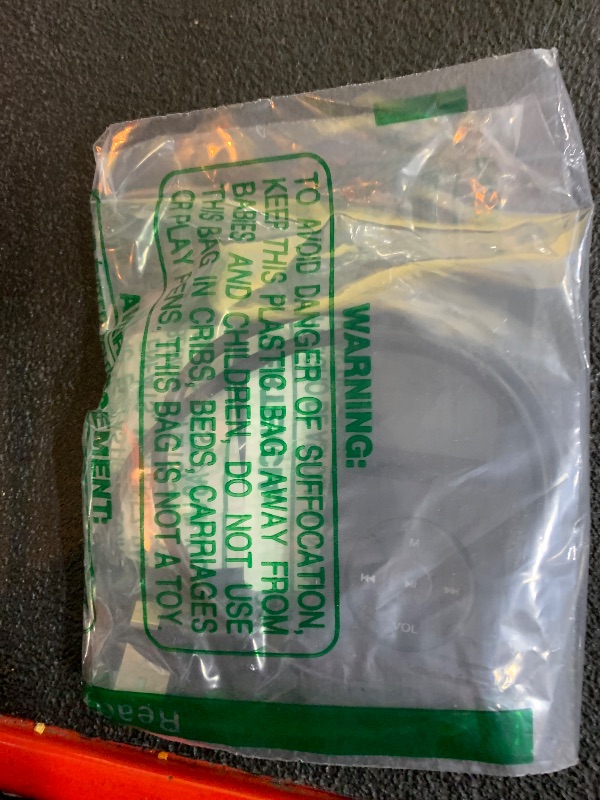 WARNING:
TO AVOID DANGER OF SUFFOCATION,
KEEP THIS PLASTIC BAG AWAY FROM
BABES AND CHILDREN, DO NOT USE
THIS BAG IN CRIBS, BEDS, CARRIAGES
OR PLAY PENS. THIS BAG IS NOT A TOY.
M
VOL